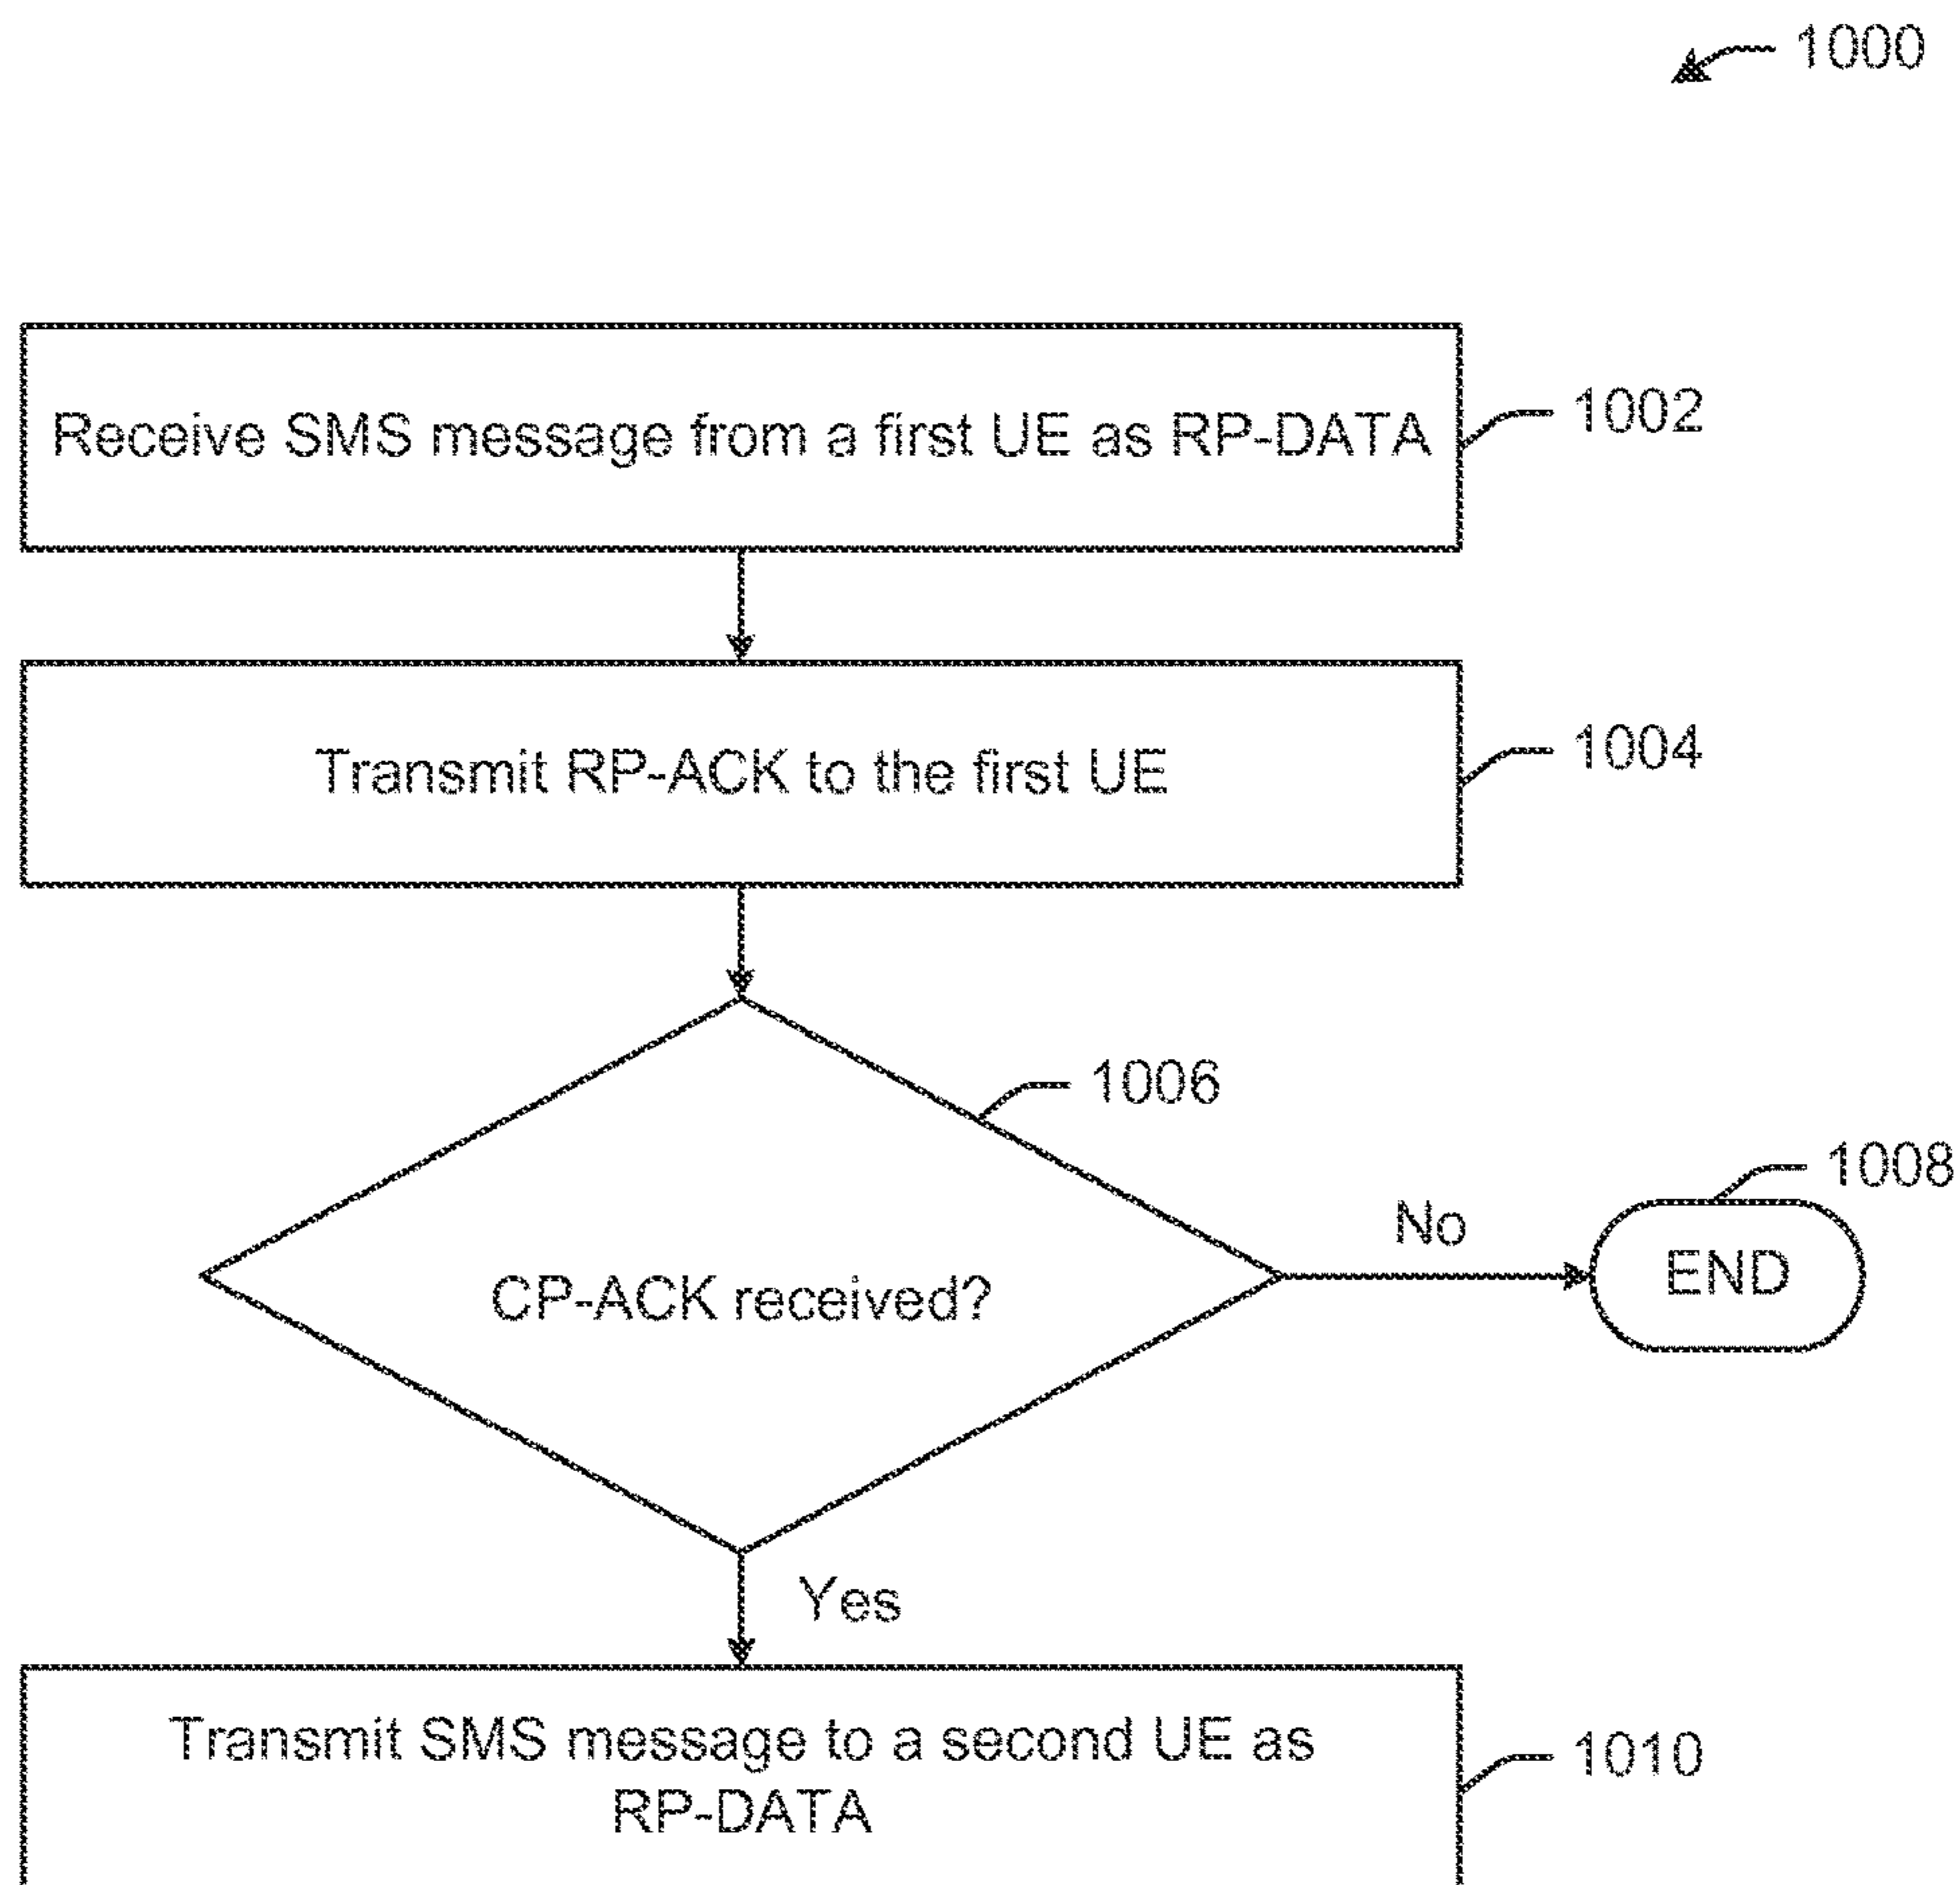 1000
Receive SMS message from a first UE as RP-DATA
1002
Transmit RP-ACK to the first UE
1004
1006
CP-ACK received?
No
1008
END
Yes
Transmit SMS message to a second UE as
RP-DATA
1010